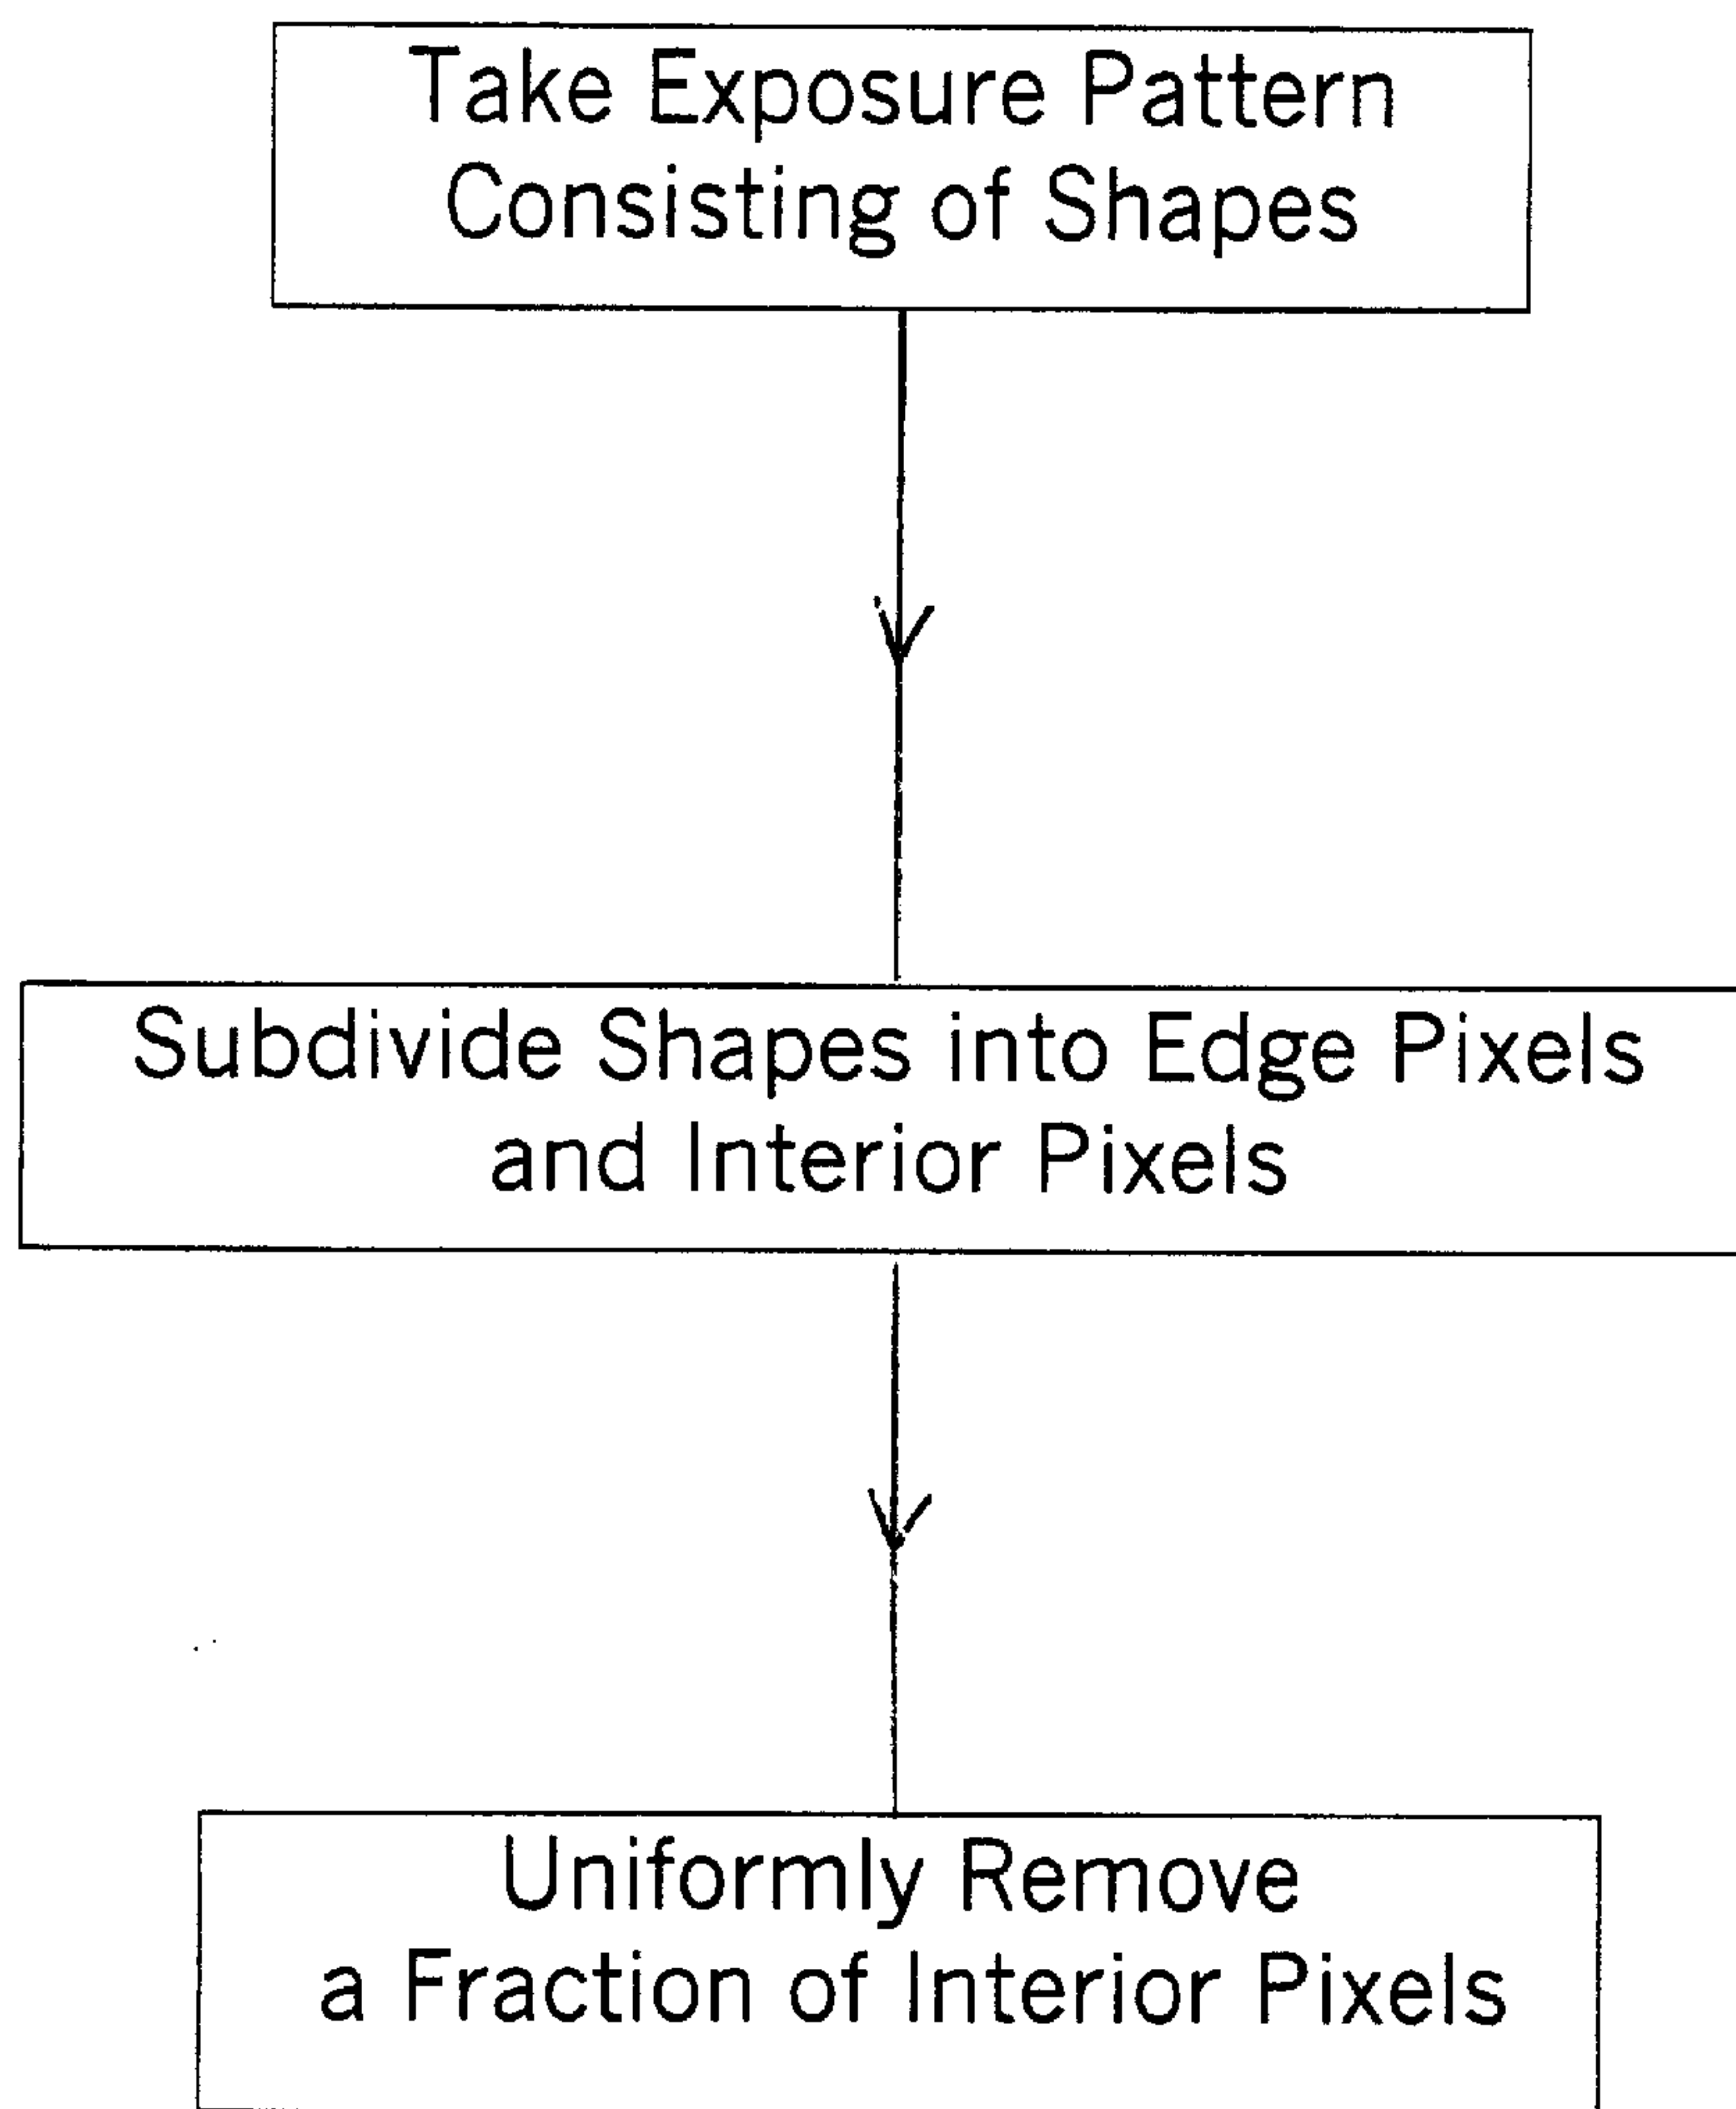 Take Exposure Pattern
Consisting of Shapes
Subdivide Shapes into Edge Pixels
and Interior Pixels
Uniformly Remove
a Fraction of Interior Pixels